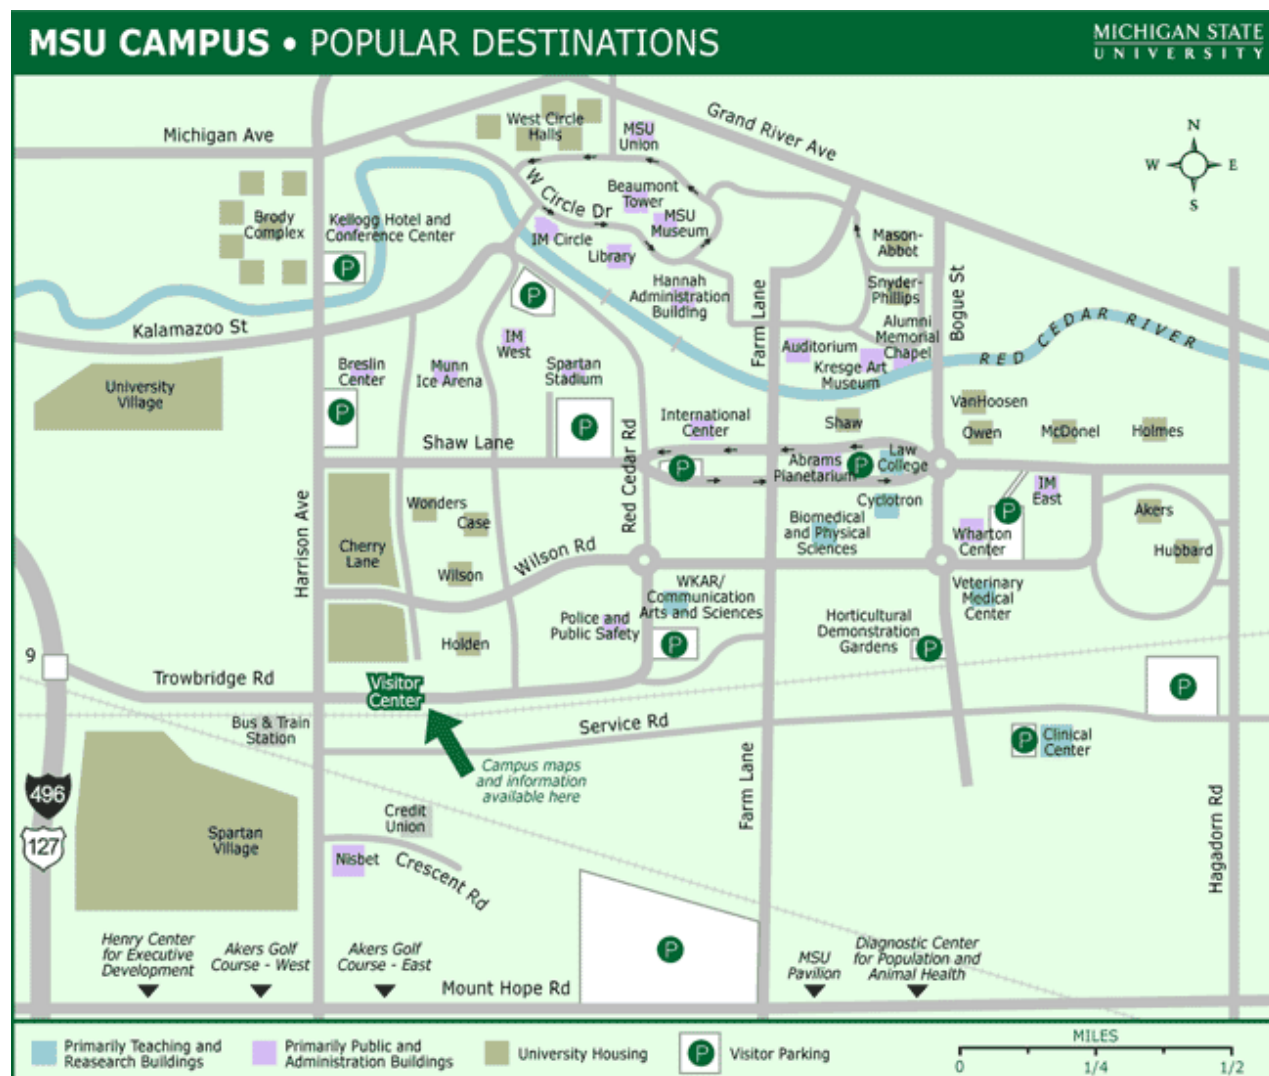 MSU CAMPUS • POPULAR DESTINATIONS
MICHIGAN STATE
UNIVERSITY
Michigan Ave
West Circle
Halls
MSU
Union
Grand River Ave
N
W
E
S
W Circle Dr
Beaumont
Tower
MSU
Museum
Brody
Complex
Kellogg Hotel and
Conference Center
P
IM Circle
Library
Mason-
Abbot
Hannah
Administration
Building
Snyder-
Phillips
Bogue St
P
Kalamazoo St
Farm Lane
Alumni
Memorial
Chapel
RED CEDAR RIVER
IM
West
Auditorium
Kresge Art
Museum
University
Village
Breslin
Center
Munn
Ice Arena
Spartan
Stadium
P
P
International
Center
Shaw
VanHoosen
Owen
McDonel
Holmes
Shaw Lane
Red Cedar Rd
P
Abrams
Planetarium
P
Law
College
IM
East
Harrison Ave
Wonders
Case
Cyclotron
P
Akers
Cherry
Lane
Wilson
Wilson Rd
Biomedical
and Physical
Sciences
Wharton
Center
Hubbard
WKAR/
Communication
Arts and Sciences
Veterinary
Medical
Center
Holden
Police and
Public Safety
P
Horticultural
Demonstration
Gardens
P
9
Trowbridge Rd
Visitor
Center
P
Bus & Train
Station
Service Rd
P
Clinical
Center
Campus maps
and information
available here
Farm Lane
Hagadorn Rd
496
127
Spartan
Village
Credit
Union
Nisbet
Crescent Rd
P
Henry Center
for Executive
Development
Akers Golf
Course - West
Akers Golf
Course - East
Mount Hope Rd
MSU
Pavilion
Diagnostic Center
for Population and
Animal Health
Primarily Teaching and
Reasearch Buildings
Primarily Public and
Administration Buildings
University Housing
P
Visitor Parking
MILES
0
1/4
1/2